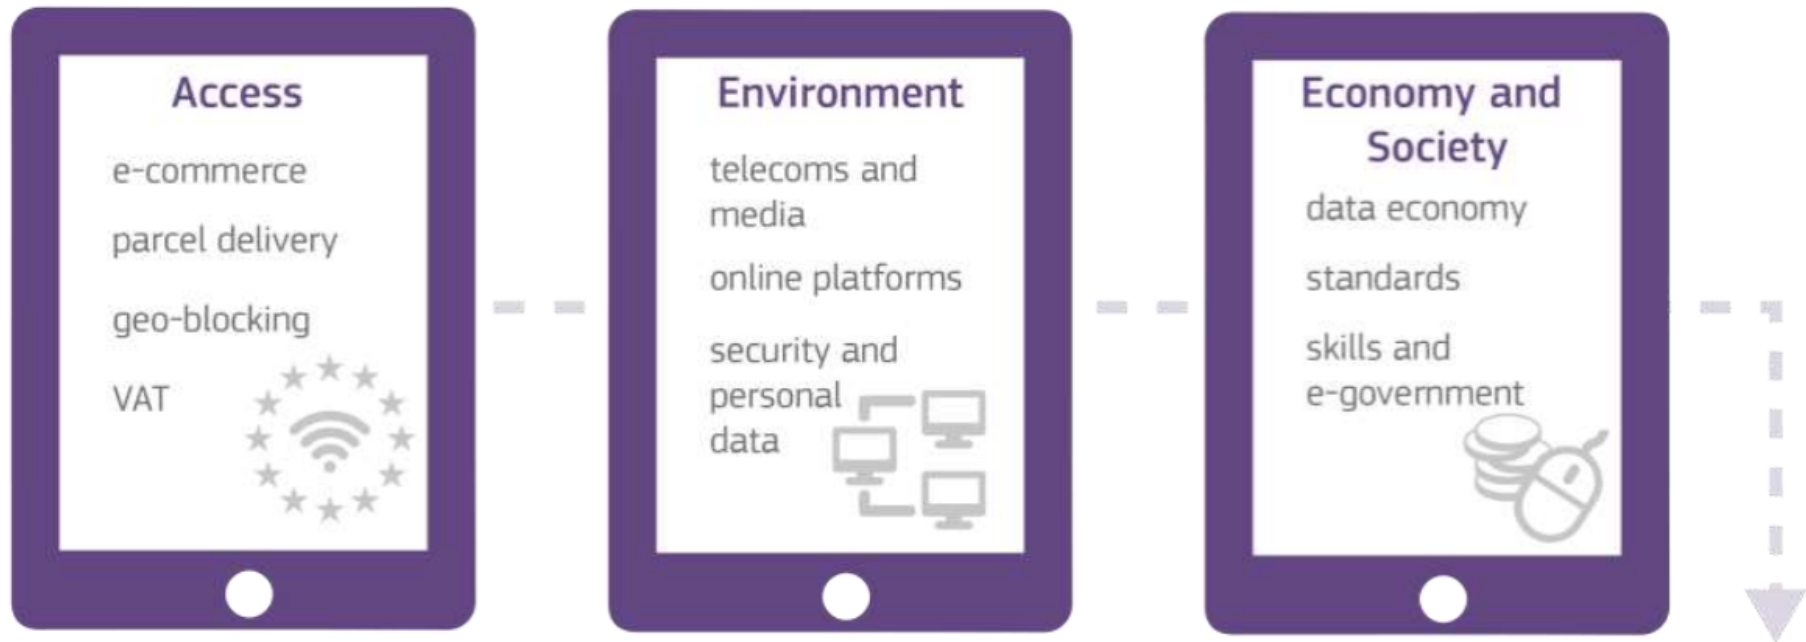 Access
e-commerce
parcel delivery
geo-blocking
VAT
Environment
telecoms and
media
online platforms
security and
personal
data
Economy and
Society
data economy
standards
skills and
e-government